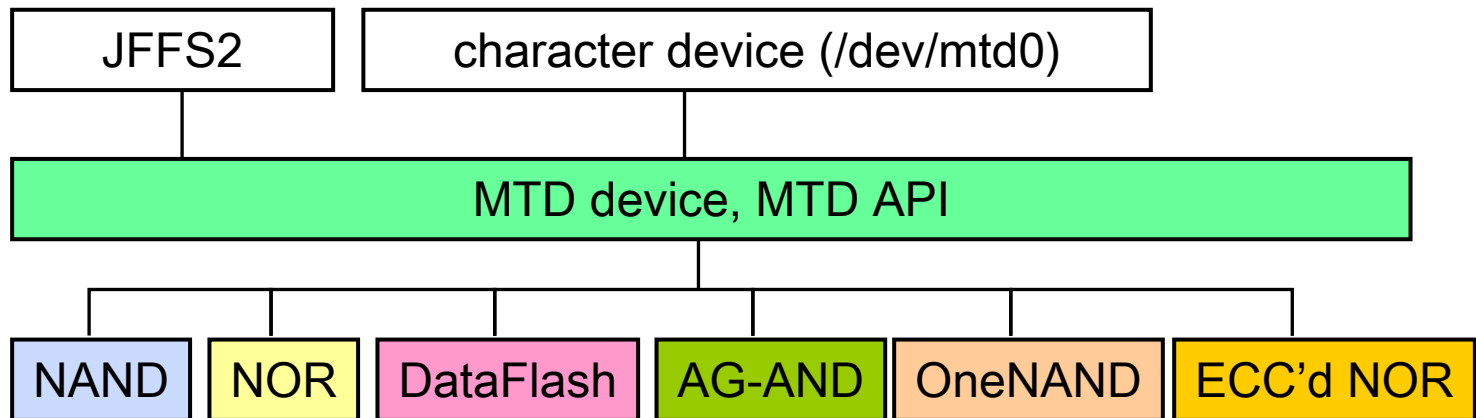 JFFS2
character device (/dev/mtd0)
MTD device, MTD API
NAND
NOR
DataFlash
AG-AND
OneNAND
ECC’d NOR